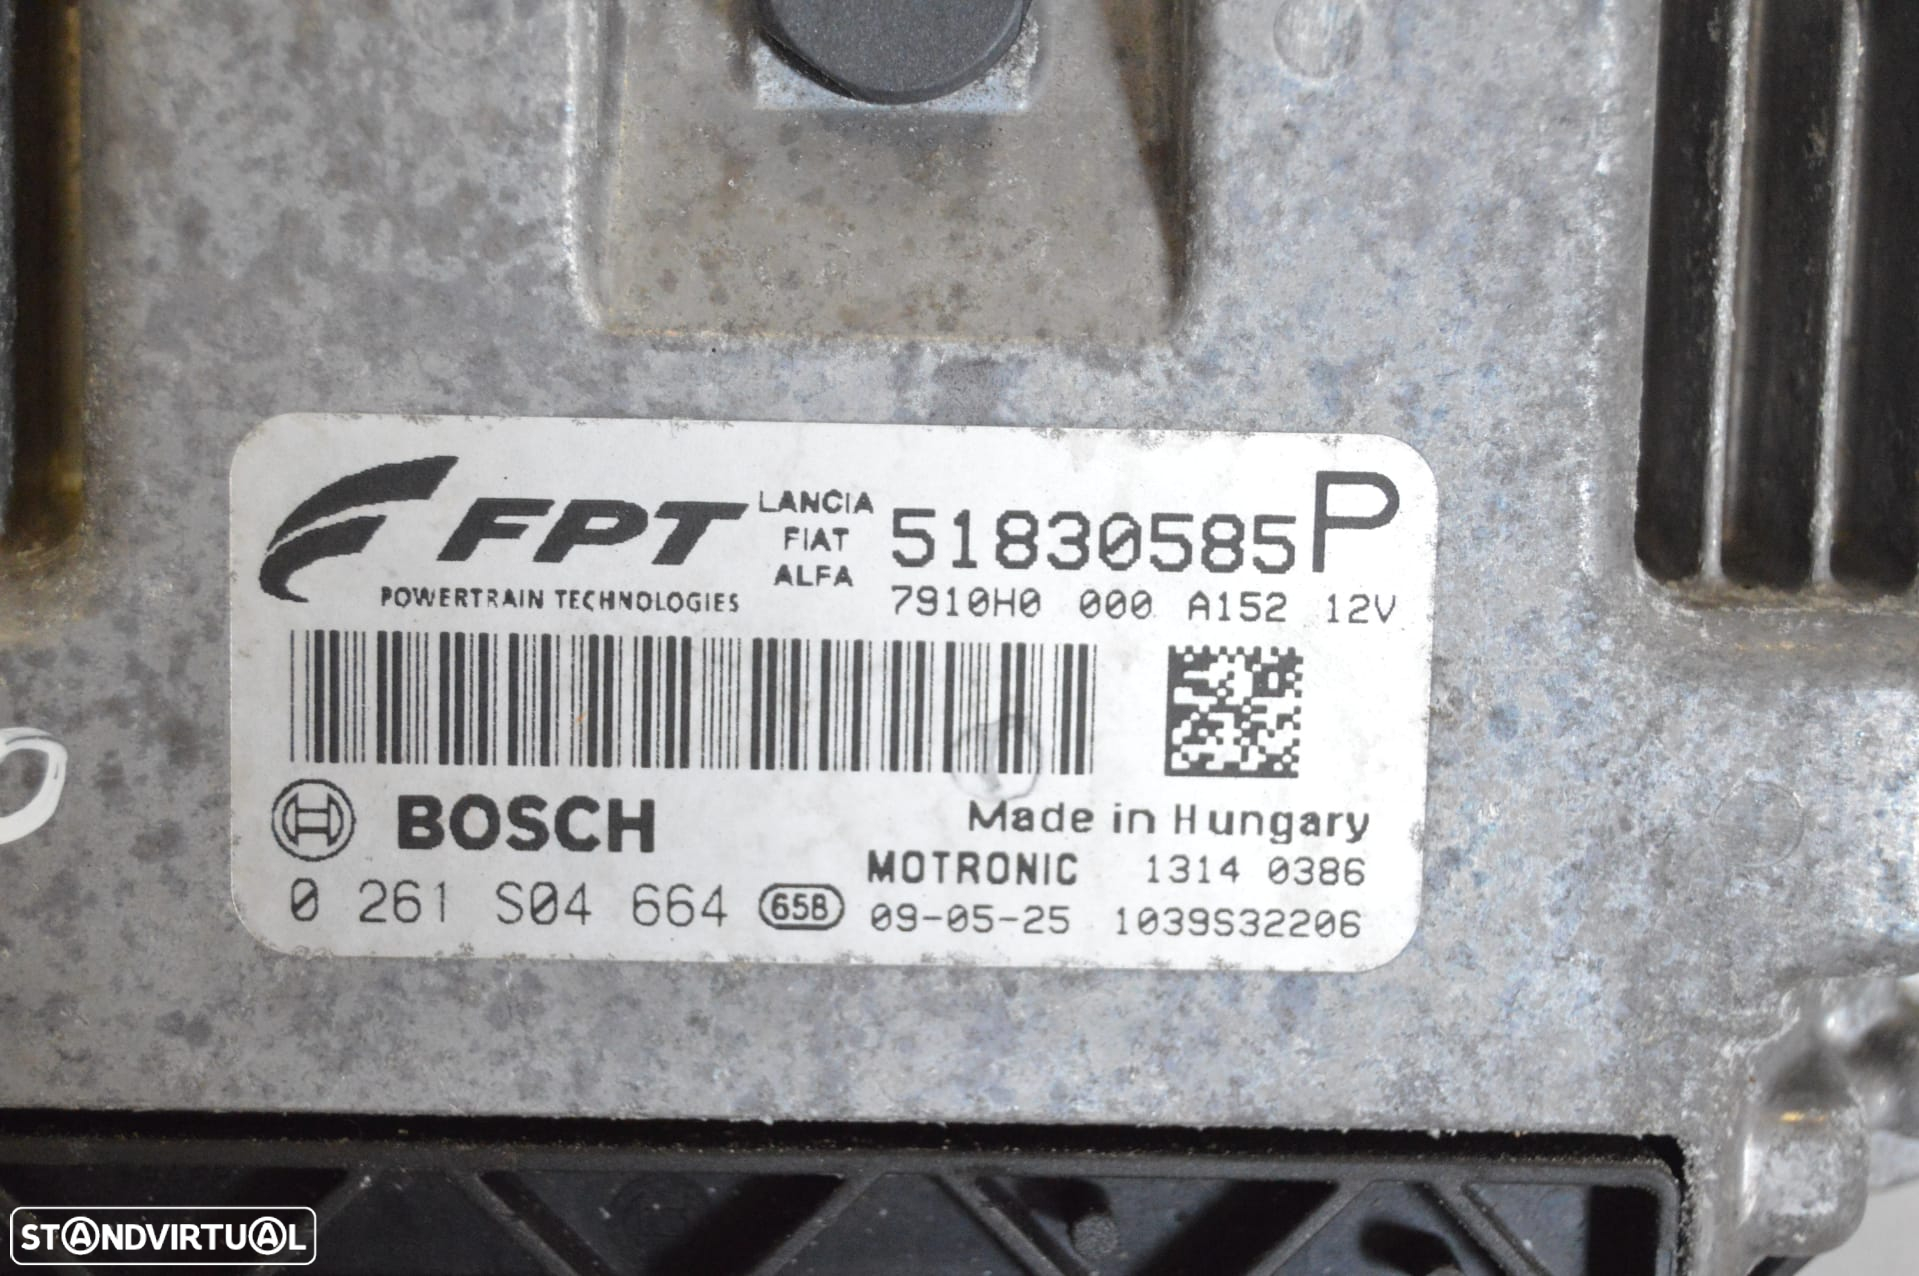 FPT
POWERTRAIN TECHNOLOGIES
LANCIA
FIAT
ALFA
51830585P
7910H0 000 A152 12V
BOSCH
Made in Hungary
MOTRONIC 1314 0386
0 261 S04 664 65B 09-05-25 1039S32206
STANDVIRTUAL